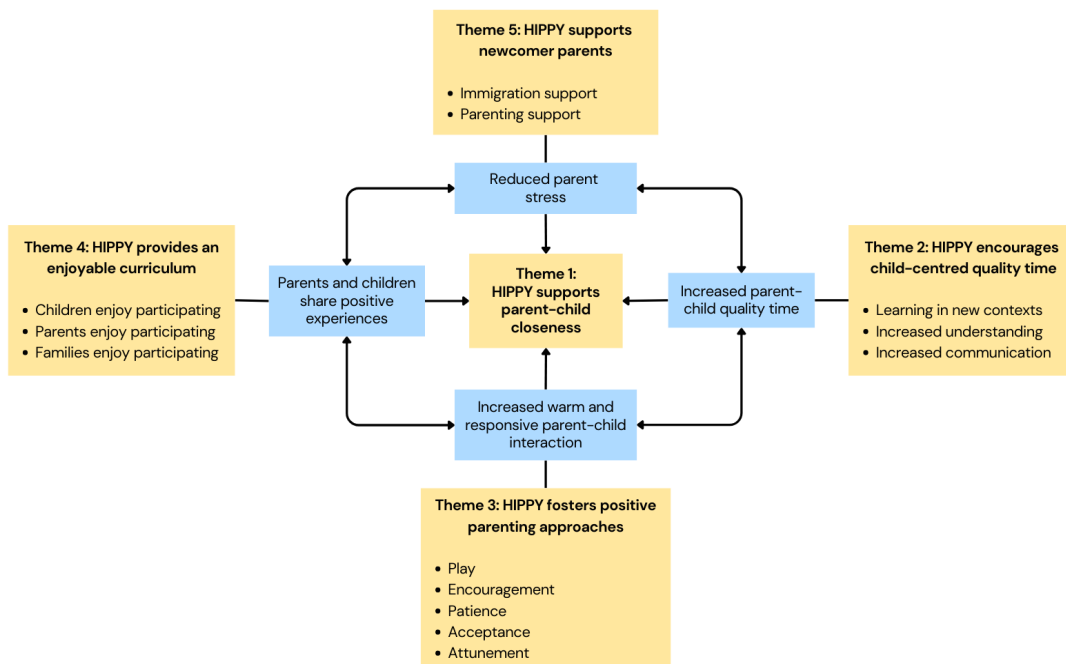 Theme 5: HIPPY supports
newcomer parents
• Immigration support
• Parenting support
Reduced parent
stress
Theme 4: HIPPY provides an
enjoyable curriculum
• Children enjoy participating
• Parents enjoy participating
• Families enjoy participating
Parents and children
share positive
experiences
Theme 1:
HIPPY supports
parent-child
closeness
Increased parent-
child quality time
Theme 2: HIPPY encourages
child-centred quality time
• Learning in new contexts
• Increased understanding
• Increased communication
Increased warm and
responsive parent-child
interaction
Theme 3: HIPPY fosters positive
parenting approaches
• Play
• Encouragement
• Patience
• Acceptance
• Attunement